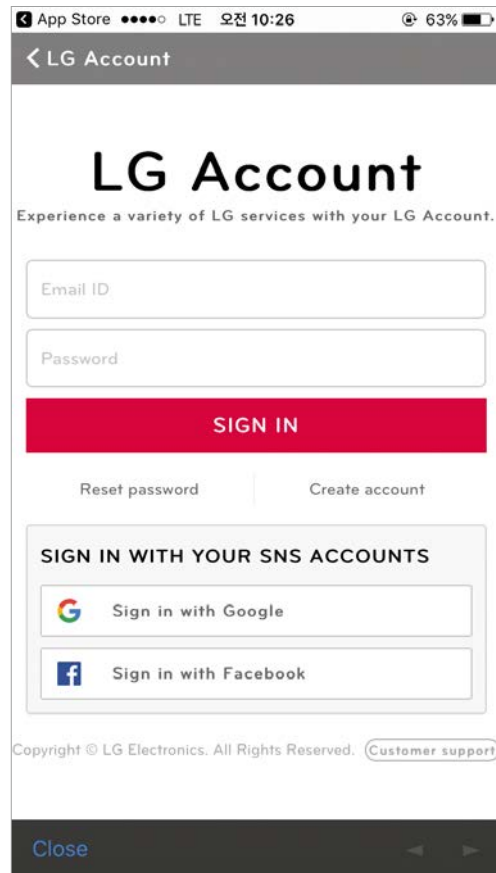 App Store LTE 오전 10:26 63%
LG Account
LG Account
Experience a variety of LG services with your LG Account.
Email ID
Password
SIGN IN
Reset password Create account
SIGN IN WITH YOUR SNS ACCOUNTS
Sign in with Google
Sign in with Facebook
Copyright © LG Electronics. All Rights Reserved. Customer support
Close